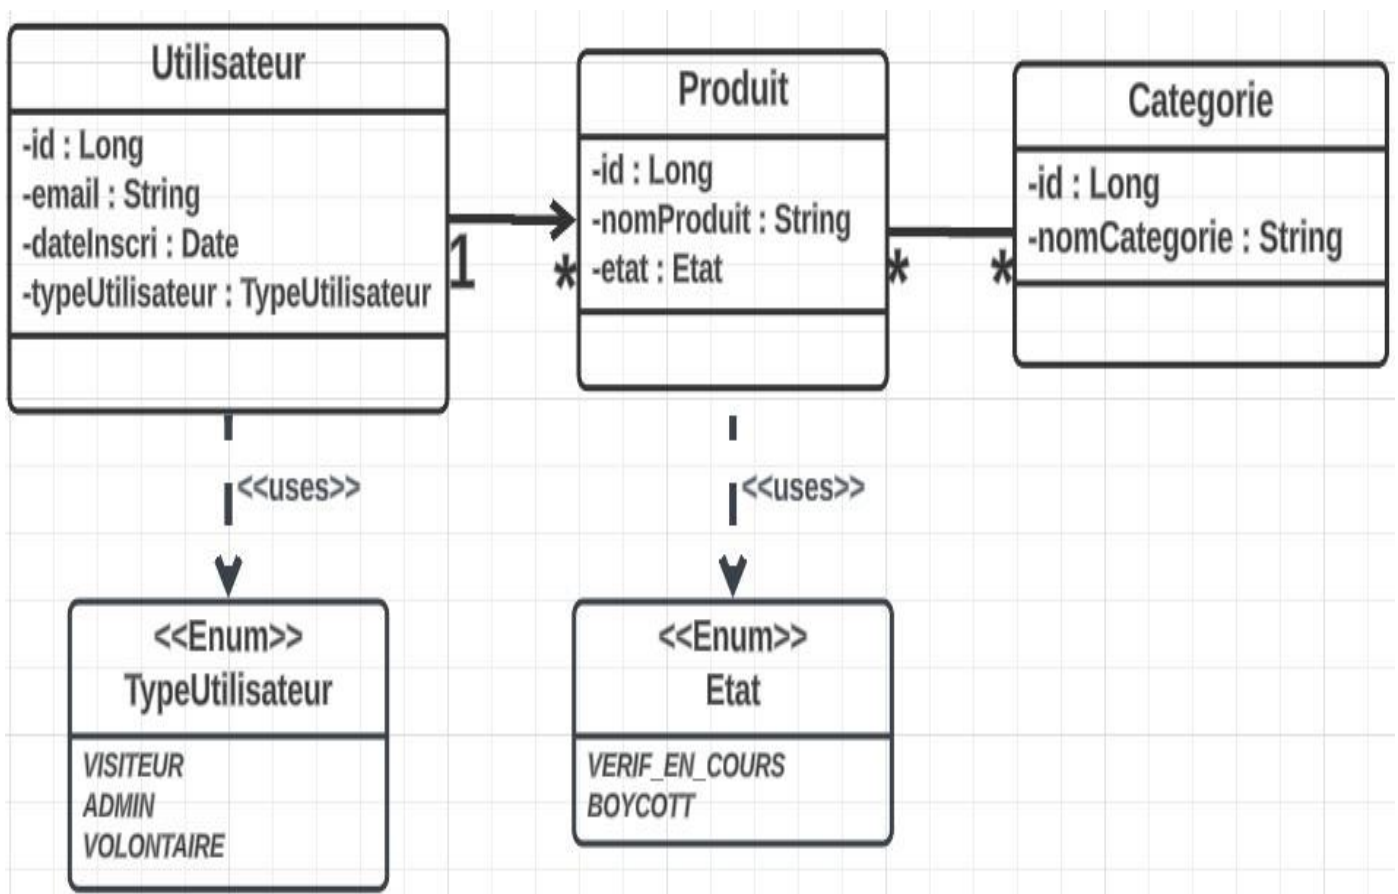 Utilisateur
-id : Long
-email : String
-dateInscri : Date
-typeUtilisateur : TypeUtilisateur
1
*
Produit
-id : Long
-nomProduit : String
-etat : Etat
*
*
Categorie
-id : Long
-nomCategorie : String
<<uses>>
<<uses>>
<<Enum>>
TypeUtilisateur
VISITEUR
ADMIN
VOLONTAIRE
<<Enum>>
Etat
VERIF_EN_COURS
BOYCOTT